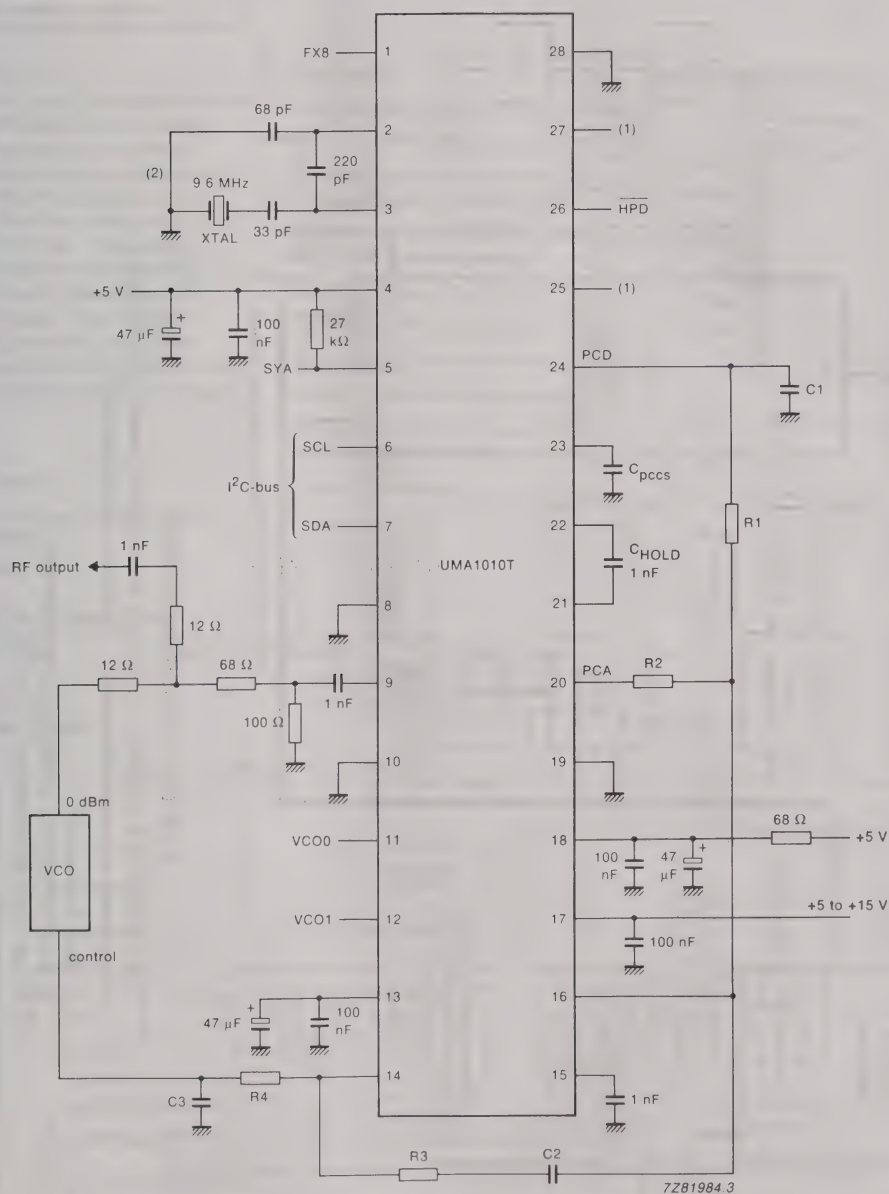 FX8
1
28
68 pF
2
27
(1)
220
pF
(2)
9 6 MHz
3
26
HPD
XTAL
33 pF
+5 V
4
25
(1)
47 µF
+
100
nF
27
kΩ
SYA
5
24
PCD
C1
SCL
6
23
Cpccs
I²C-bus
R1
SDA
7
22
CHOLD
1 nF
1 nF
RF output
UMA1010T
8
21
12 Ω
12 Ω
68 Ω
9
20
PCA
R2
1 nF
100 Ω
10
19
0 dBm
68 Ω
VCO
VCO0
11
18
+5 V
100
nF
47
µF
+
VCO1
12
17
+5 to +15 V
control
100 nF
13
16
47 µF
+
100
nF
14
15
C3
R4
1 nF
R3
C2
7Z81984.3